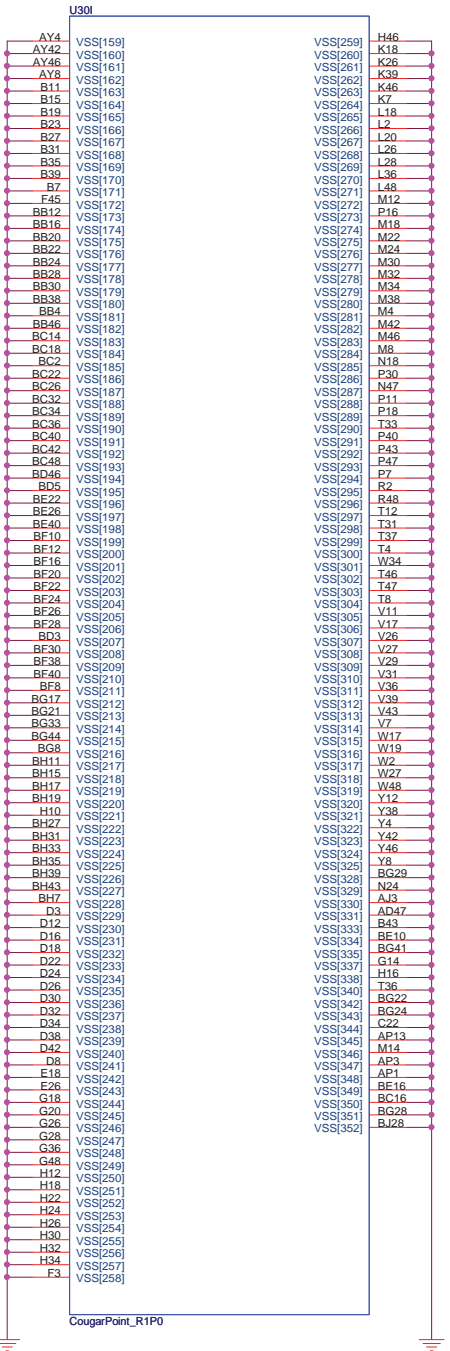 U30I
AY4 VSS[159]
AY42 VSS[160]
AY46 VSS[161]
AY8 VSS[162]
B11 VSS[163]
B15 VSS[164]
B19 VSS[165]
B23 VSS[166]
B27 VSS[167]
B31 VSS[168]
B35 VSS[169]
B39 VSS[170]
B7 VSS[171]
F45 VSS[172]
BB12 VSS[173]
BB16 VSS[174]
BB20 VSS[175]
BB22 VSS[176]
BB24 VSS[177]
BB28 VSS[178]
BB30 VSS[179]
BB38 VSS[180]
BB4 VSS[181]
BB46 VSS[182]
BC14 VSS[183]
BC18 VSS[184]
BC2 VSS[185]
BC22 VSS[186]
BC26 VSS[187]
BC32 VSS[188]
BC34 VSS[189]
BC36 VSS[190]
BC40 VSS[191]
BC42 VSS[192]
BC48 VSS[193]
BD46 VSS[194]
BD5 VSS[195]
BE22 VSS[196]
BE26 VSS[197]
BE40 VSS[198]
BF10 VSS[199]
BF12 VSS[200]
BF16 VSS[201]
BF20 VSS[202]
BF22 VSS[203]
BF24 VSS[204]
BF26 VSS[205]
BF28 VSS[206]
BD3 VSS[207]
BF30 VSS[208]
BF38 VSS[209]
BF40 VSS[210]
BF8 VSS[211]
BG17 VSS[212]
BG21 VSS[213]
BG33 VSS[214]
BG44 VSS[215]
BG8 VSS[216]
BH11 VSS[217]
BH15 VSS[218]
BH17 VSS[219]
BH19 VSS[220]
H10 VSS[221]
BH27 VSS[222]
BH31 VSS[223]
BH33 VSS[224]
BH35 VSS[225]
BH39 VSS[226]
BH43 VSS[227]
BH7 VSS[228]
D3 VSS[229]
D12 VSS[230]
D16 VSS[231]
D18 VSS[232]
D22 VSS[233]
D24 VSS[234]
D26 VSS[235]
D30 VSS[236]
D32 VSS[237]
D34 VSS[238]
D38 VSS[239]
D42 VSS[240]
D8 VSS[241]
E18 VSS[242]
E26 VSS[243]
G18 VSS[244]
G20 VSS[245]
G26 VSS[246]
G28 VSS[247]
G36 VSS[248]
G48 VSS[249]
H12 VSS[250]
H18 VSS[251]
H22 VSS[252]
H24 VSS[253]
H26 VSS[254]
H30 VSS[255]
H32 VSS[256]
H34 VSS[257]
F3 VSS[258]
VSS[259] H46
VSS[260] K18
VSS[261] K26
VSS[262] K39
VSS[263] K46
VSS[264] K7
VSS[265] L18
VSS[266] L2
VSS[267] L20
VSS[268] L26
VSS[269] L28
VSS[270] L36
VSS[271] L48
VSS[272] M12
VSS[273] P16
VSS[274] M18
VSS[275] M22
VSS[276] M24
VSS[277] M30
VSS[278] M32
VSS[279] M34
VSS[280] M38
VSS[281] M4
VSS[282] M42
VSS[283] M46
VSS[284] M8
VSS[285] N18
VSS[286] P30
VSS[287] N47
VSS[288] P11
VSS[289] P18
VSS[290] T33
VSS[291] P40
VSS[292] P43
VSS[293] P47
VSS[294] P7
VSS[295] R2
VSS[296] R48
VSS[297] T12
VSS[298] T31
VSS[299] T37
VSS[300] T4
VSS[301] W34
VSS[302] T46
VSS[303] T47
VSS[304] T8
VSS[305] V11
VSS[306] V17
VSS[307] V26
VSS[308] V27
VSS[309] V29
VSS[310] V31
VSS[311] V36
VSS[312] V39
VSS[313] V43
VSS[314] V7
VSS[315] W17
VSS[316] W19
VSS[317] W2
VSS[318] W27
VSS[319] W48
VSS[320] Y12
VSS[321] Y38
VSS[322] Y4
VSS[323] Y42
VSS[324] Y46
VSS[325] Y8
VSS[328] BG29
VSS[329] N24
VSS[330] AJ3
VSS[331] AD47
VSS[333] B43
VSS[334] BE10
VSS[335] BG41
VSS[337] G14
VSS[338] H16
VSS[340] T36
VSS[342] BG22
VSS[343] BG24
VSS[344] C22
VSS[345] AP13
VSS[346] M14
VSS[347] AP3
VSS[348] AP1
VSS[349] BE16
VSS[350] BC16
VSS[351] BG28
VSS[352] BJ28
CougarPoint_R1P0